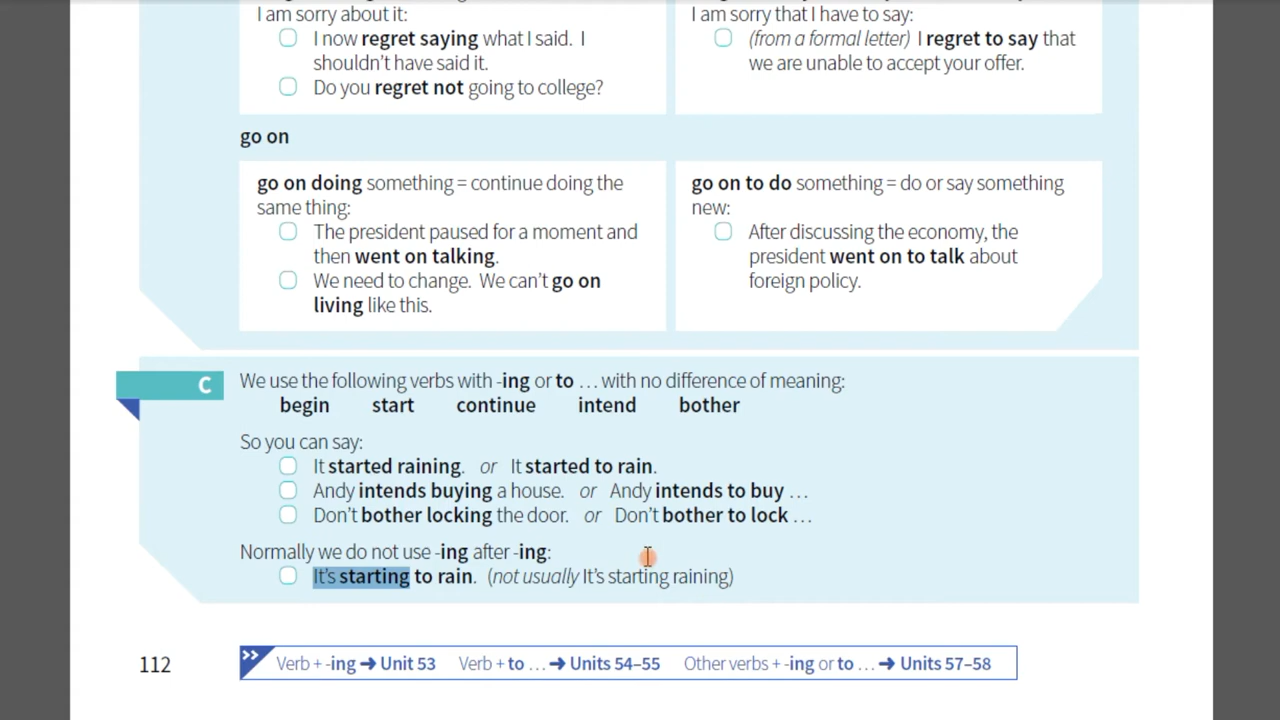 I am sorry about it:
I now regret saying what I said. I
shouldn't have said it.
Do you regret not going to college?
I am sorry that I have to say:
(from a formal letter) I regret to say that
we are unable to accept your offer.
go on
go on doing something = continue doing the
same thing:
The president paused for a moment and
then went on talking.
We need to change. We can't go on
living like this.
go on to do something = do or say something
new:
After discussing the economy, the
president went on to talk about
foreign policy.
C
We use the following verbs with -ing or to … with no difference of meaning:
begin start continue intend bother
So you can say:
It started raining. or It started to rain.
Andy intends buying a house. or Andy intends to buy …
Don't bother locking the door. or Don't bother to lock …
Normally we do not use -ing after -ing:
It's starting to rain. (not usually It's starting raining)
112
Verb + -ing ➜ Unit 53 Verb + to … ➜ Units 54–55 Other verbs + -ing or to … ➜ Units 57–58